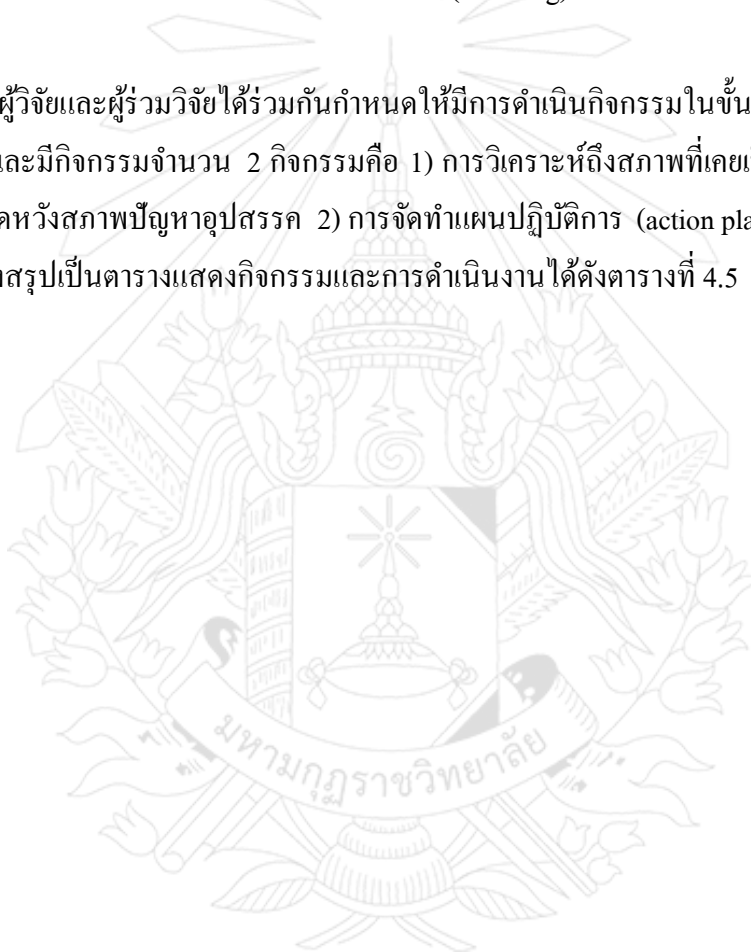 ผู้วิจัยและผู้ร่วมวิจัยได้ร่วมกันกำหนดให้มีการดำเนินกิจกรรมในขั้น
และมีกิจกรรมจำนวน 2 กิจกรรมคือ 1) การวิเคราะห์ถึงสภาพที่เคย
ดหวังสภาพปัญหาอุปสรรค 2) การจัดทำแผนปฏิบัติการ (action pla
สรุปเป็นตารางแสดงกิจกรรมและการดำเนินงานได้ดังตารางที่ 4.5
มหามกุฏราชวิทยาลัย